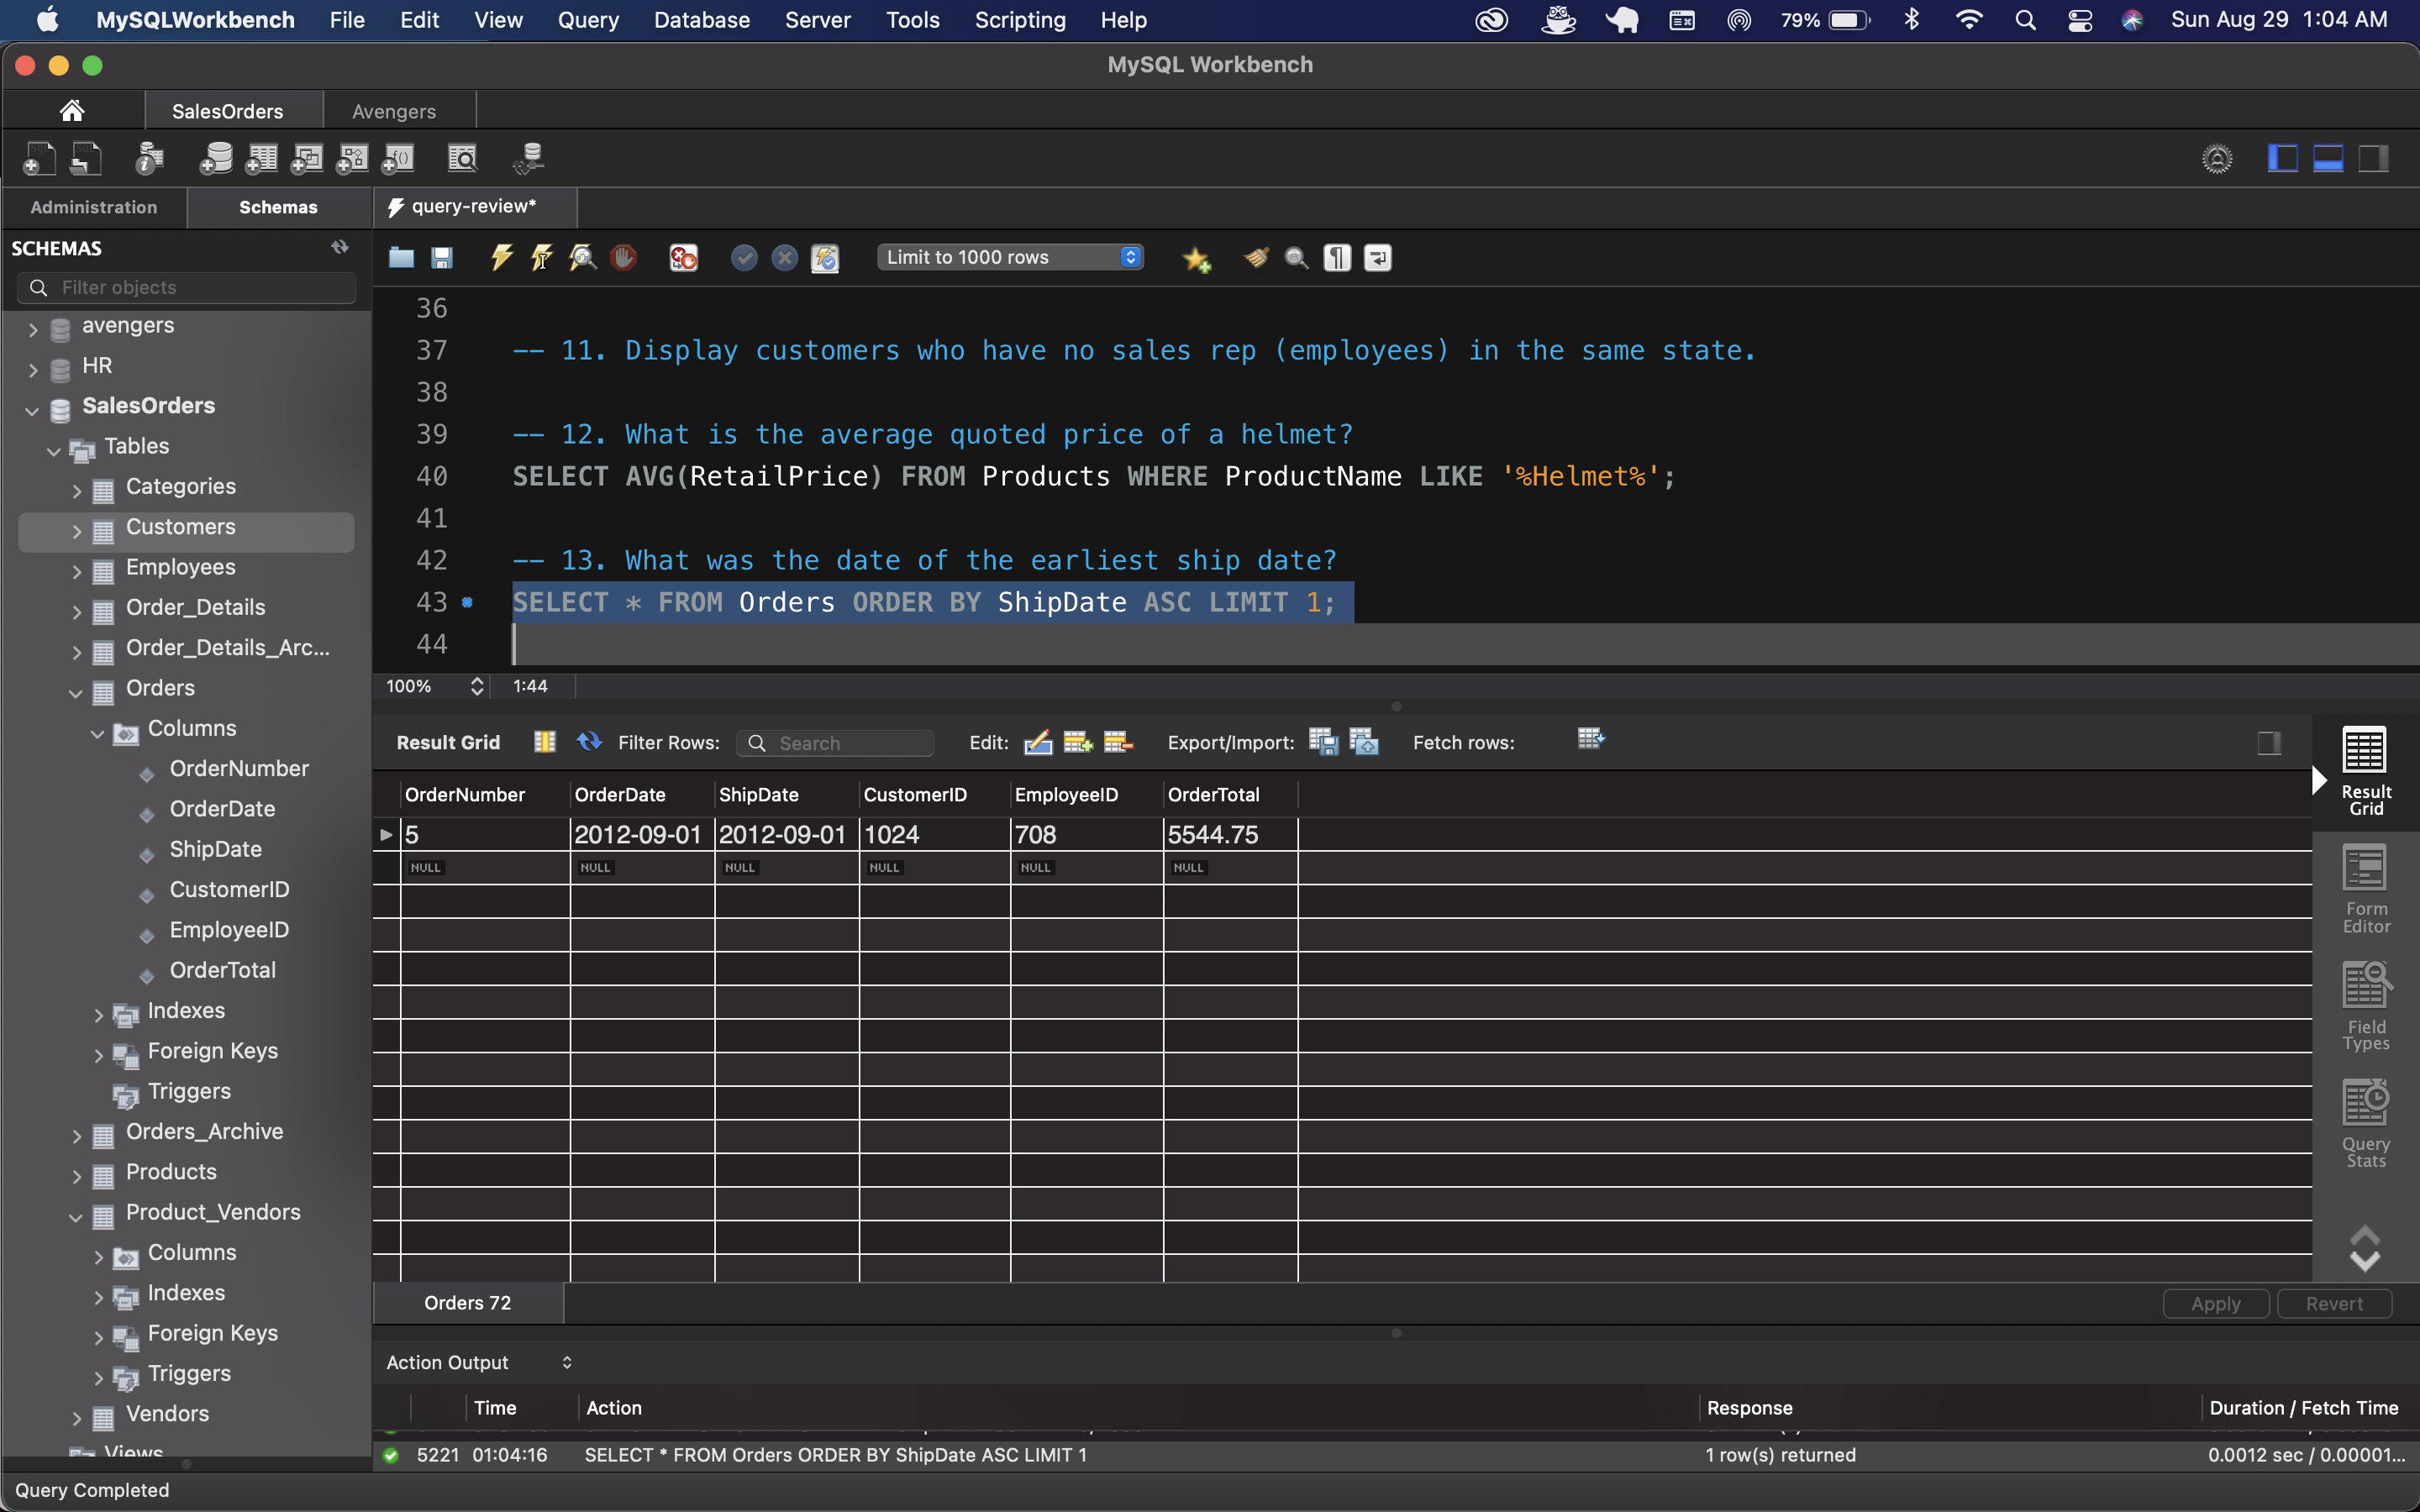 MySQLWorkbench File Edit View Query Database Server Tools Scripting Help 79% Sun Aug 29 1:04 AM
MySQL Workbench
SalesOrders Avengers
Administration Schemas query-review*
SCHEMAS
Filter objects
Limit to 1000 rows
avengers
HR
SalesOrders
Tables
Categories
Customers
Employees
Order_Details
Order_Details_Arc...
Orders
Columns
OrderNumber
OrderDate
ShipDate
CustomerID
EmployeeID
OrderTotal
Indexes
Foreign Keys
Triggers
Orders_Archive
Products
Product_Vendors
Columns
Indexes
Foreign Keys
Triggers
Vendors
Views
36
37 -- 11. Display customers who have no sales rep (employees) in the same state.
38
39 -- 12. What is the average quoted price of a helmet?
40 SELECT AVG(RetailPrice) FROM Products WHERE ProductName LIKE '%Helmet%';
41
42 -- 13. What was the date of the earliest ship date?
43 SELECT * FROM Orders ORDER BY ShipDate ASC LIMIT 1;
44
100% 1:44
Result Grid Filter Rows: Search Edit: Export/Import: Fetch rows:
OrderNumber OrderDate ShipDate CustomerID EmployeeID OrderTotal
5 2012-09-01 2012-09-01 1024 708 5544.75
NULL NULL NULL NULL NULL NULL
Result
Grid
Form
Editor
Field
Types
Query
Stats
Orders 72 Apply Revert
Action Output
Time Action Response Duration / Fetch Time
5221 01:04:16 SELECT * FROM Orders ORDER BY ShipDate ASC LIMIT 1 1 row(s) returned 0.0012 sec / 0.00001...
Query Completed